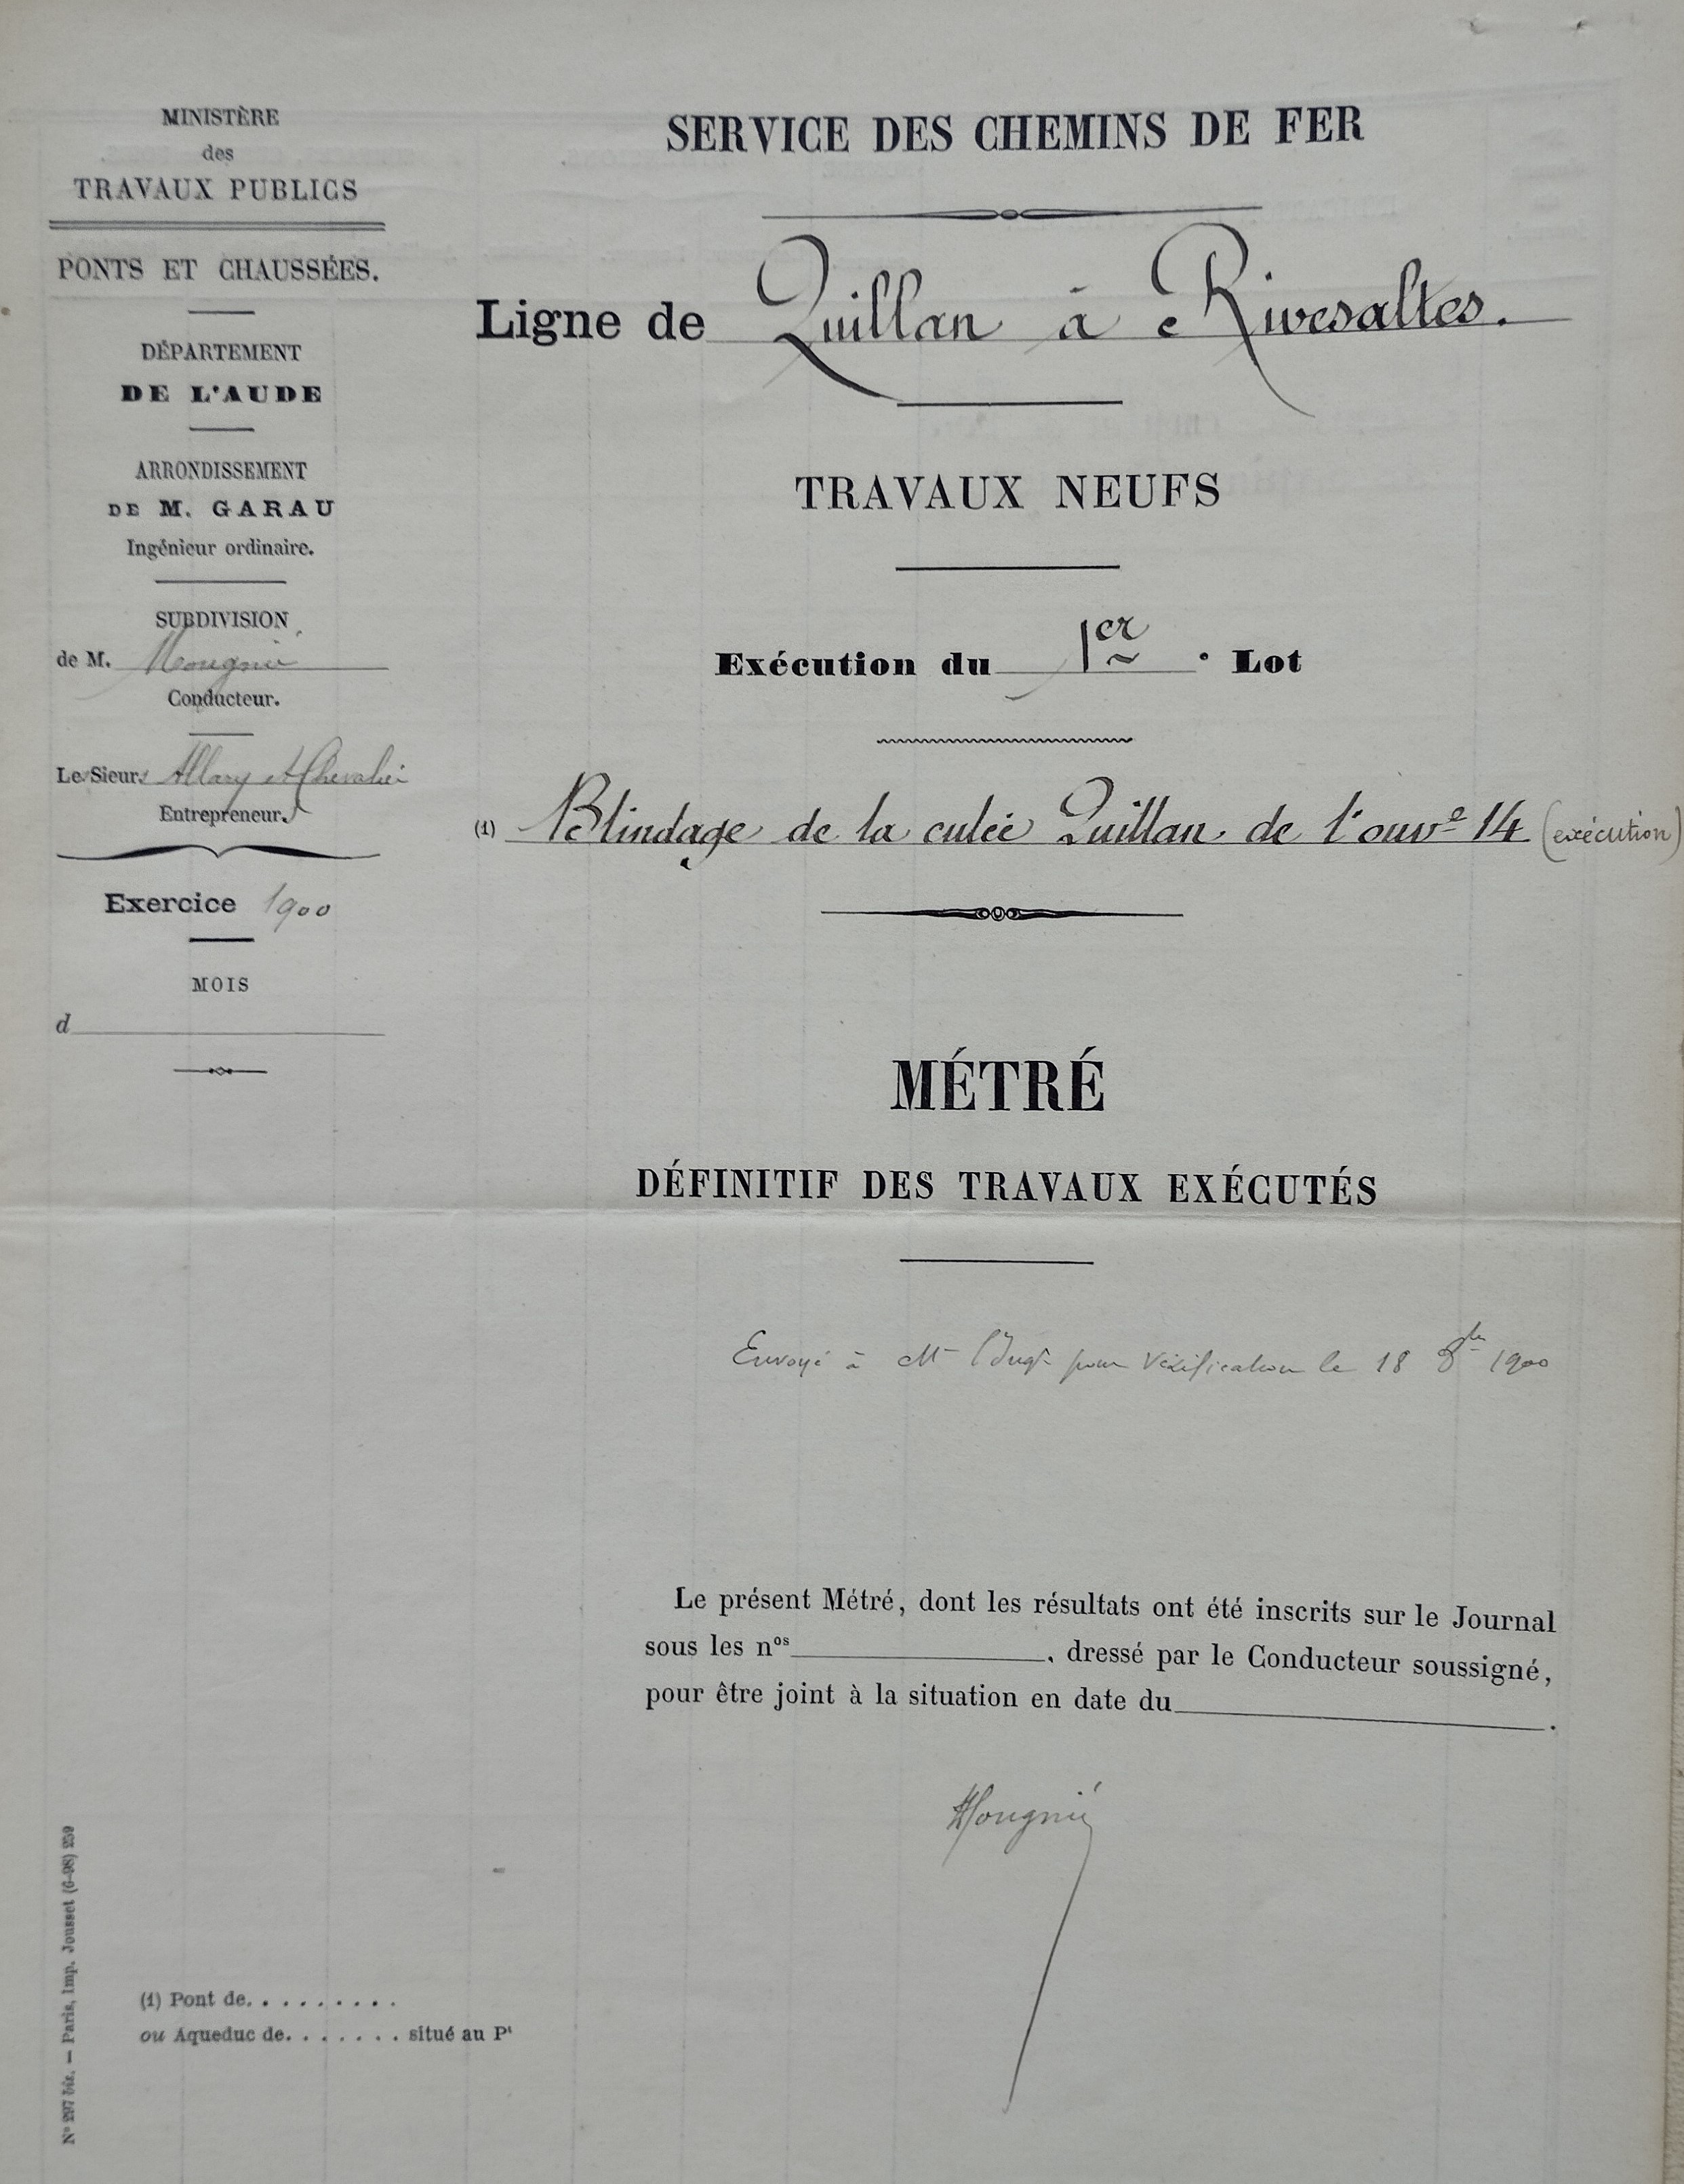 MINISTÈRE
des
TRAVAUX PUBLICS
PONTS ET CHAUSSÉES.
DÉPARTEMENT
DE L'AUDE
ARRONDISSEMENT
DE M. GARAU
Ingénieur ordinaire.
SUBDIVISION
de M. Mougnié
Conducteur.
Les Sieurs Allary et Chevalier
Entrepreneurs
Exercice 1900
MOIS
d
SERVICE DES CHEMINS DE FER
Ligne de Quillan à Rivesaltes.
TRAVAUX NEUFS
Exécution du 1er Lot
(1) Blindage de la culée Quillan de l'ouvge 14 (exécution)
MÉTRÉ
DÉFINITIF DES TRAVAUX EXÉCUTÉS
Envoyé à Mr l'Ingr pour vérification le 18 8bre 1900
Le présent Métré, dont les résultats ont été inscrits sur le Journal
sous les nos , dressé par le Conducteur soussigné,
pour être joint à la situation en date du .
Mougnié
(1) Pont de. . . . . . . . .
ou Aqueduc de. . . . . . . situé au Pt
N° 297 bis. — Paris, Imp. Jousset (6-98) 259